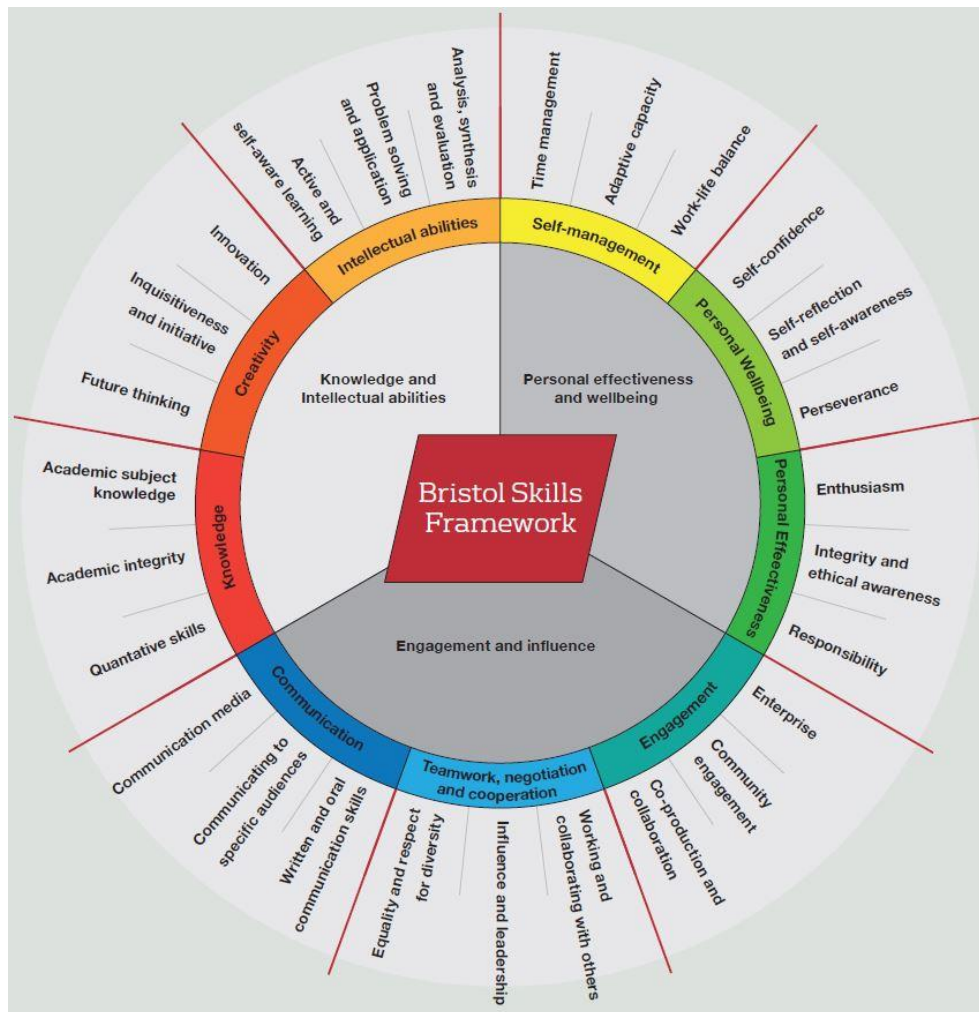 Bristol Skills
Framework
Knowledge and
Intellectual abilities
Personal effectiveness
and wellbeing
Engagement and influence
Intellectual abilities
Self-management
Personal Wellbeing
Personal Effeectiveness
Engagement
Teamwork, negotiation
and cooperation
Communication
Knowledge
Creativity
Time management
Adaptive capacity
Work-life balance
Self-confidence
Self-reflection
and self-awareness
Perseverance
Enthusiasm
Integrity and
ethical awareness
Responsibility
Enterprise
Community
engagement
Co-production and
collaboration
Working and
collaborating with others
Influence and leadership
Equality and respect
for diversity
Written and oral
communication skills
Communicating to
specific audiences
Communication media
Quantative skills
Academic integrity
Academic subject
knowledge
Future thinking
Inquisitiveness
and initiative
Innovation
Active and
self-aware learning
Problem solving
and application
Analysis, synthesis
and evaluation